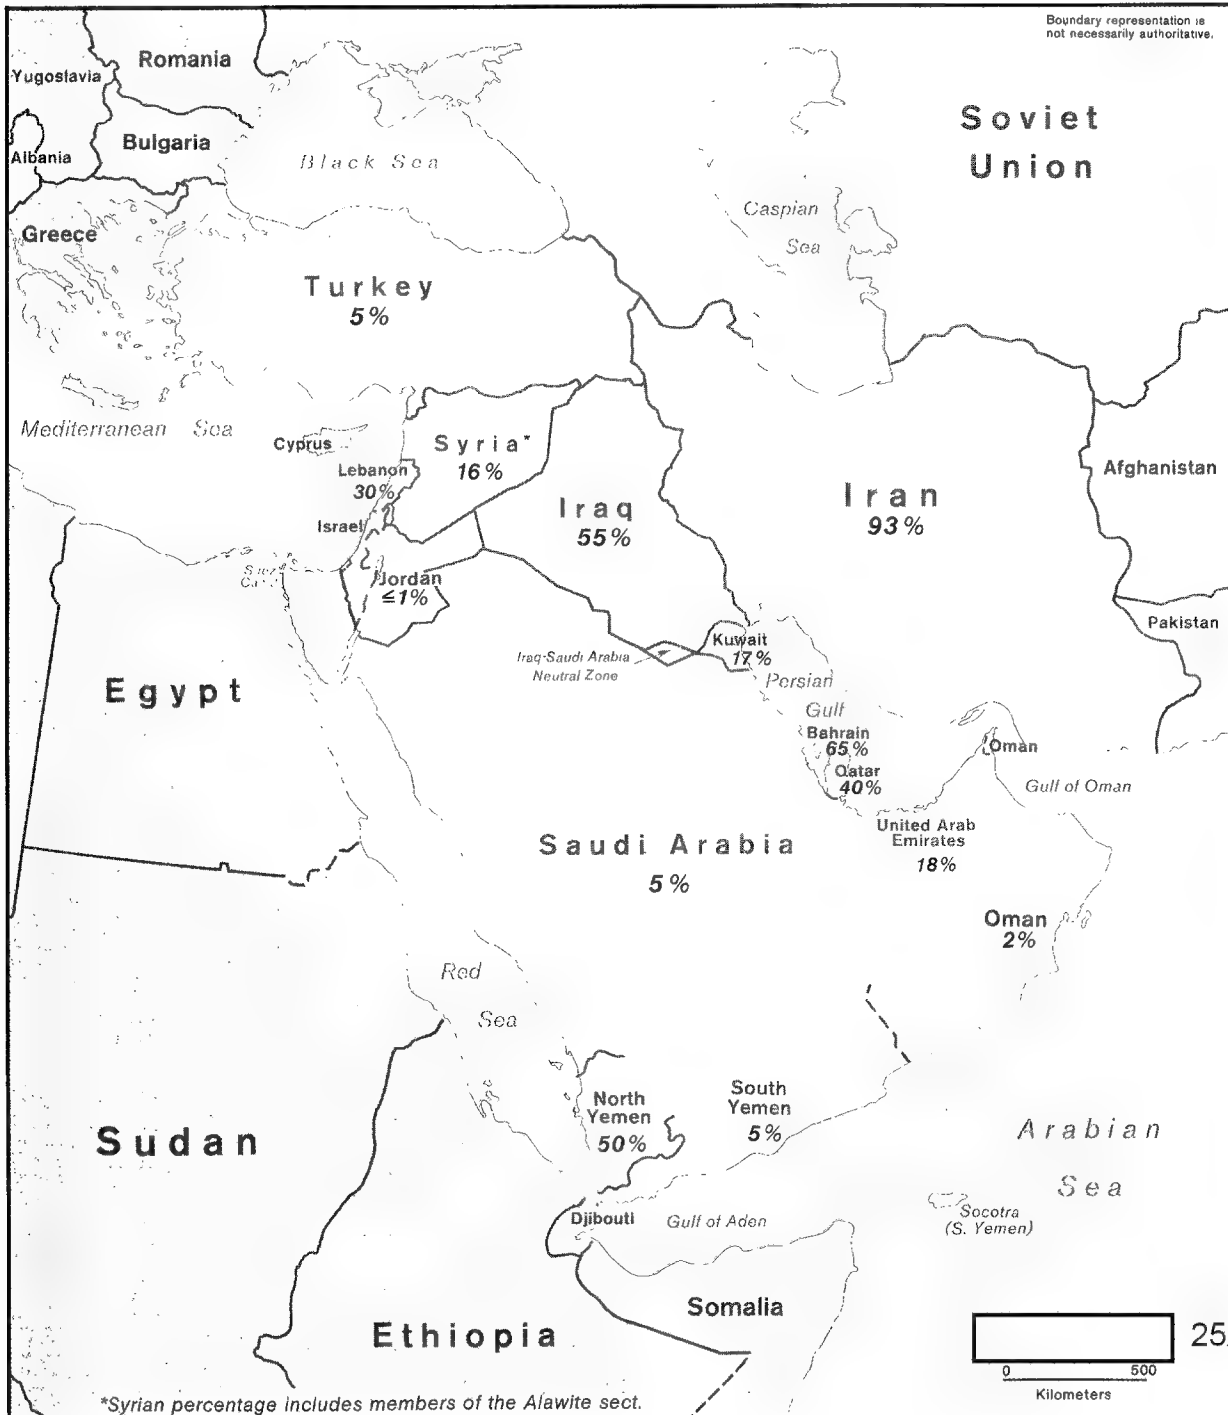 Boundary representation is
not necessarily authoritative.
Romania
Yugoslavia
Soviet
Union
Bulgaria
Albania
Black Sea
Caspian
Sea
Greece
Turkey
5%
Mediterranean Sea
Cyprus
Syria*
16%
Lebanon
30%
Afghanistan
Iraq
55%
Iran
93%
Israel
Suez
Canal
Jordan
≦1%
Pakistan
Kuwait
17%
Iraq-Saudi Arabia
Neutral Zone
Persian
Gulf
Egypt
Bahrain
65%
Oman
Qatar
40%
Gulf of Oman
United Arab
Emirates
18%
Saudi Arabia
5%
Oman
2%
Red
Sea
North
Yemen
50%
South
Yemen
5%
Sudan
Arabian
Sea
Djibouti
Gulf of Aden
Socotra
(S. Yemen)
Somalia
Ethiopia
25
0 500
Kilometers
*Syrian percentage includes members of the Alawite sect.